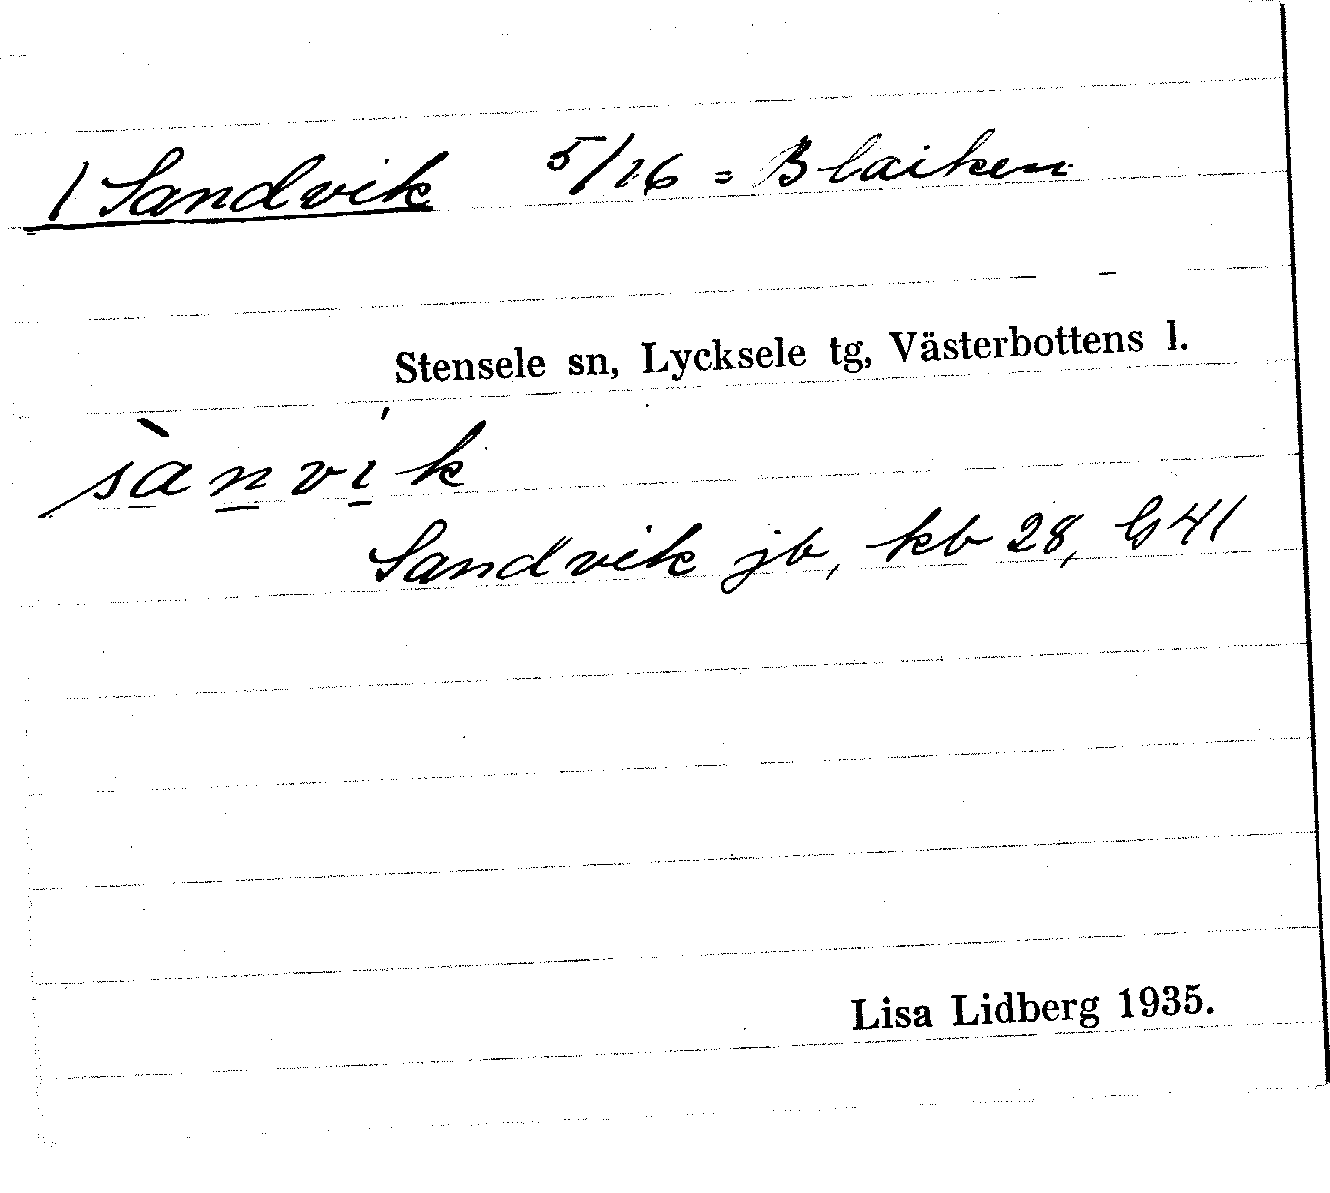 1 Sandvik 5/16 = Blaiken
Stensele sn, Lycksele tg, Västerbottens l.
sànvík
Sandvik jb, kb 28, G41
Lisa Lidberg 1935.